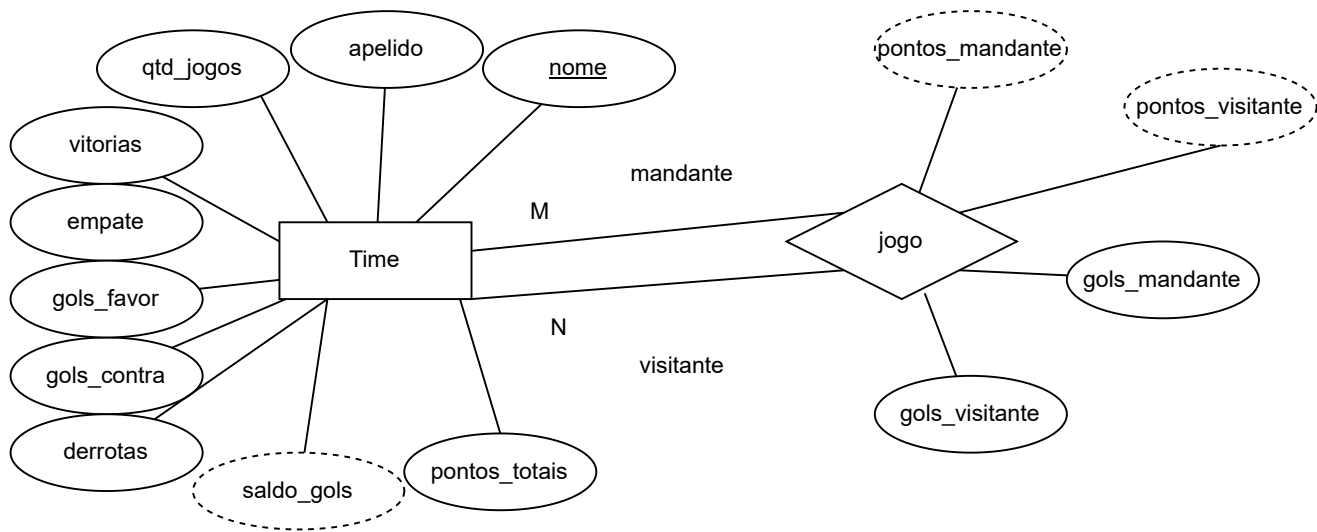 pontos_mandante
apelido
qtd_jogos
nome
pontos_visitante
vitorias
mandante
M
empate
jogo
Time
gols_mandante
gols_favor
N
visitante
gols_contra
gols_visitante
derrotas
pontos_totais
saldo_gols